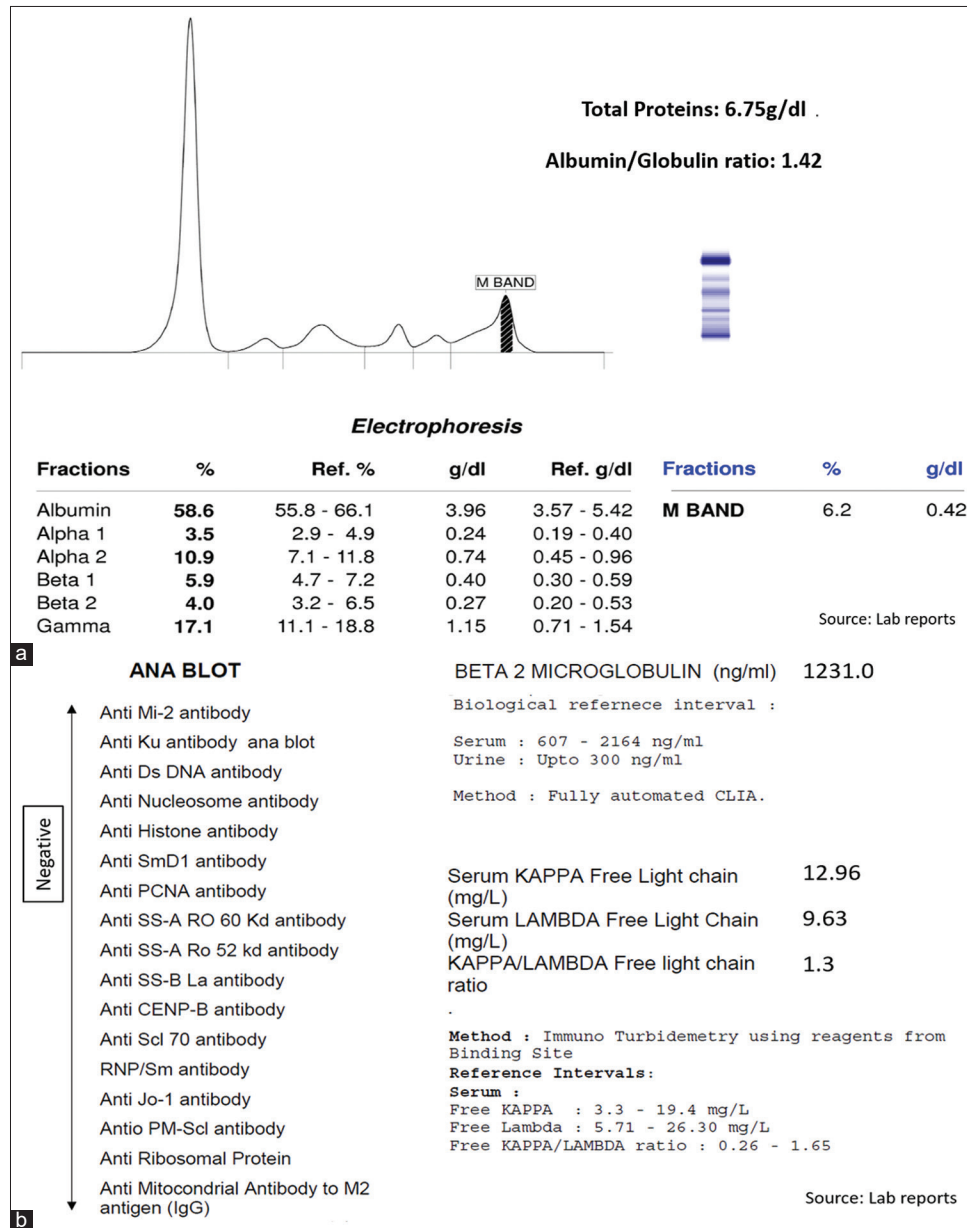 Total Proteins: 6.75g/dl .
Albumin/Globulin ratio: 1.42
M BAND
Electrophoresis
Fractions % Ref. % g/dl Ref. g/dl Fractions % g/dl
Albumin 58.6 55.8 - 66.1 3.96 3.57 - 5.42 M BAND 6.2 0.42
Alpha 1 3.5 2.9 - 4.9 0.24 0.19 - 0.40
Alpha 2 10.9 7.1 - 11.8 0.74 0.45 - 0.96
Beta 1 5.9 4.7 - 7.2 0.40 0.30 - 0.59
Beta 2 4.0 3.2 - 6.5 0.27 0.20 - 0.53
Gamma 17.1 11.1 - 18.8 1.15 0.71 - 1.54
Source: Lab reports
a
ANA BLOT
Negative
Anti Mi-2 antibody
Anti Ku antibody ana blot
Anti Ds DNA antibody
Anti Nucleosome antibody
Anti Histone antibody
Anti SmD1 antibody
Anti PCNA antibody
Anti SS-A RO 60 Kd antibody
Anti SS-A Ro 52 kd antibody
Anti SS-B La antibody
Anti CENP-B antibody
Anti Scl 70 antibody
RNP/Sm antibody
Anti Jo-1 antibody
Antio PM-Scl antibody
Anti Ribosomal Protein
Anti Mitocondrial Antibody to M2
antigen (IgG)
BETA 2 MICROGLOBULIN (ng/ml) 1231.0
Biological refernece interval :
Serum : 607 - 2164 ng/ml
Urine : Upto 300 ng/ml
Method : Fully automated CLIA.
Serum KAPPA Free Light chain 12.96
(mg/L)
Serum LAMBDA Free Light Chain 9.63
(mg/L)
KAPPA/LAMBDA Free light chain 1.3
ratio
.
Method : Immuno Turbidemetry using reagents from
Binding Site
Reference Intervals:
Serum :
Free KAPPA : 3.3 - 19.4 mg/L
Free Lambda : 5.71 - 26.30 mg/L
Free KAPPA/LAMBDA ratio : 0.26 - 1.65
Source: Lab reports
b